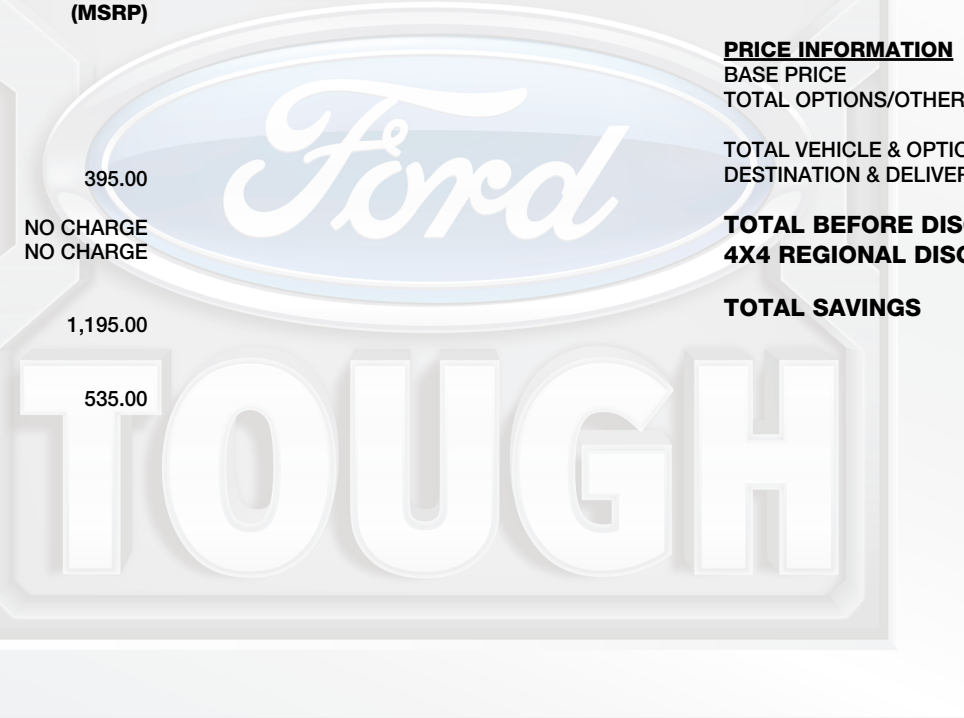 (MSRP)
395.00
NO CHARGE
NO CHARGE
1,195.00
535.00
PRICE INFORMATION
BASE PRICE
TOTAL OPTIONS/OTHER
TOTAL VEHICLE & OPTIO
DESTINATION & DELIVER
TOTAL BEFORE DIS
4X4 REGIONAL DISC
TOTAL SAVINGS
Ford
TOUGH